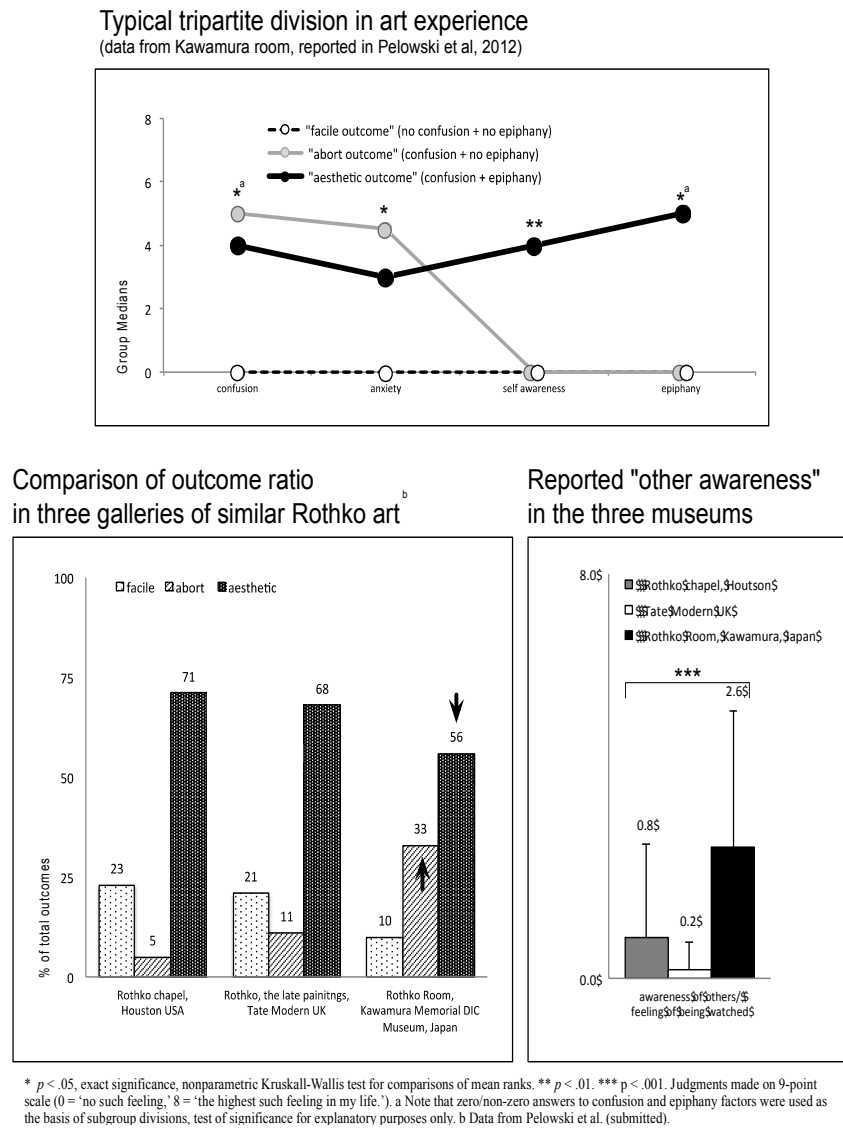 Typical tripartite division in art experience
(data from Kawamura room, reported in Pelowski et al, 2012)
8
6
4
2
0
Group Medians
"facile outcome" (no confusion + no epiphany)
"abort outcome" (confusion + no epiphany)
"aesthetic outcome" (confusion + epiphany)
*a
*
**
*a
confusion
anxiety
self awareness
epiphany
Comparison of outcome ratio
in three galleries of similar Rothko art b
100
75
50
25
0
% of total outcomes
facile abort aesthetic
23
5
71
21
11
68
10
33
56
Rothko chapel,
Houston USA
Rothko, the late painitngs,
Tate Modern UK
Rothko Room,
Kawamura Memorial DIC
Museum, Japan
Reported "other awareness"
in the three museums
8.0$
0.0$
$$$Rothko$chapel,$Houtson$
$$$Tate$Modern$UK$
$$$Rothko$Room,$Kawamura,$Japan$
***
0.8$
0.2$
2.6$
awareness$of$others/$$
feeling$of$being$watched$
* p < .05, exact significance, nonparametric Kruskall-Wallis test for comparisons of mean ranks. ** p < .01. *** p < .001. Judgments made on 9-point
scale (0 = ‘no such feeling,’ 8 = ‘the highest such feeling in my life.’). a Note that zero/non-zero answers to confusion and epiphany factors were used as
the basis of subgroup divisions, test of significance for explanatory purposes only. b Data from Pelowski et al. (submitted).